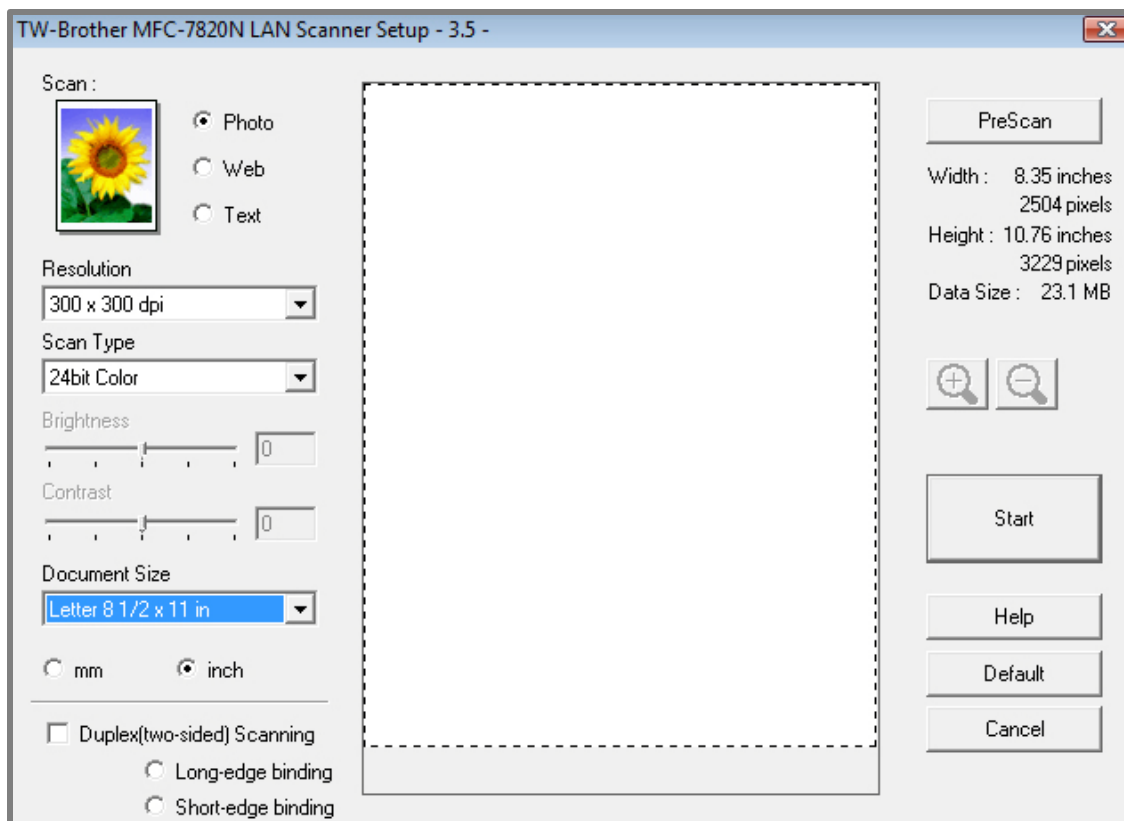 TW-Brother MFC-7820N LAN Scanner Setup - 3.5 -
Scan :
Photo
Web
Text
Resolution
300 x 300 dpi
Scan Type
24bit Color
Brightness
0
Contrast
0
Document Size
Letter 8 1/2 x 11 in
mm
inch
Duplex(two-sided) Scanning
Long-edge binding
Short-edge binding
PreScan
Width : 8.35 inches
2504 pixels
Height : 10.76 inches
3229 pixels
Data Size : 23.1 MB
Start
Help
Default
Cancel